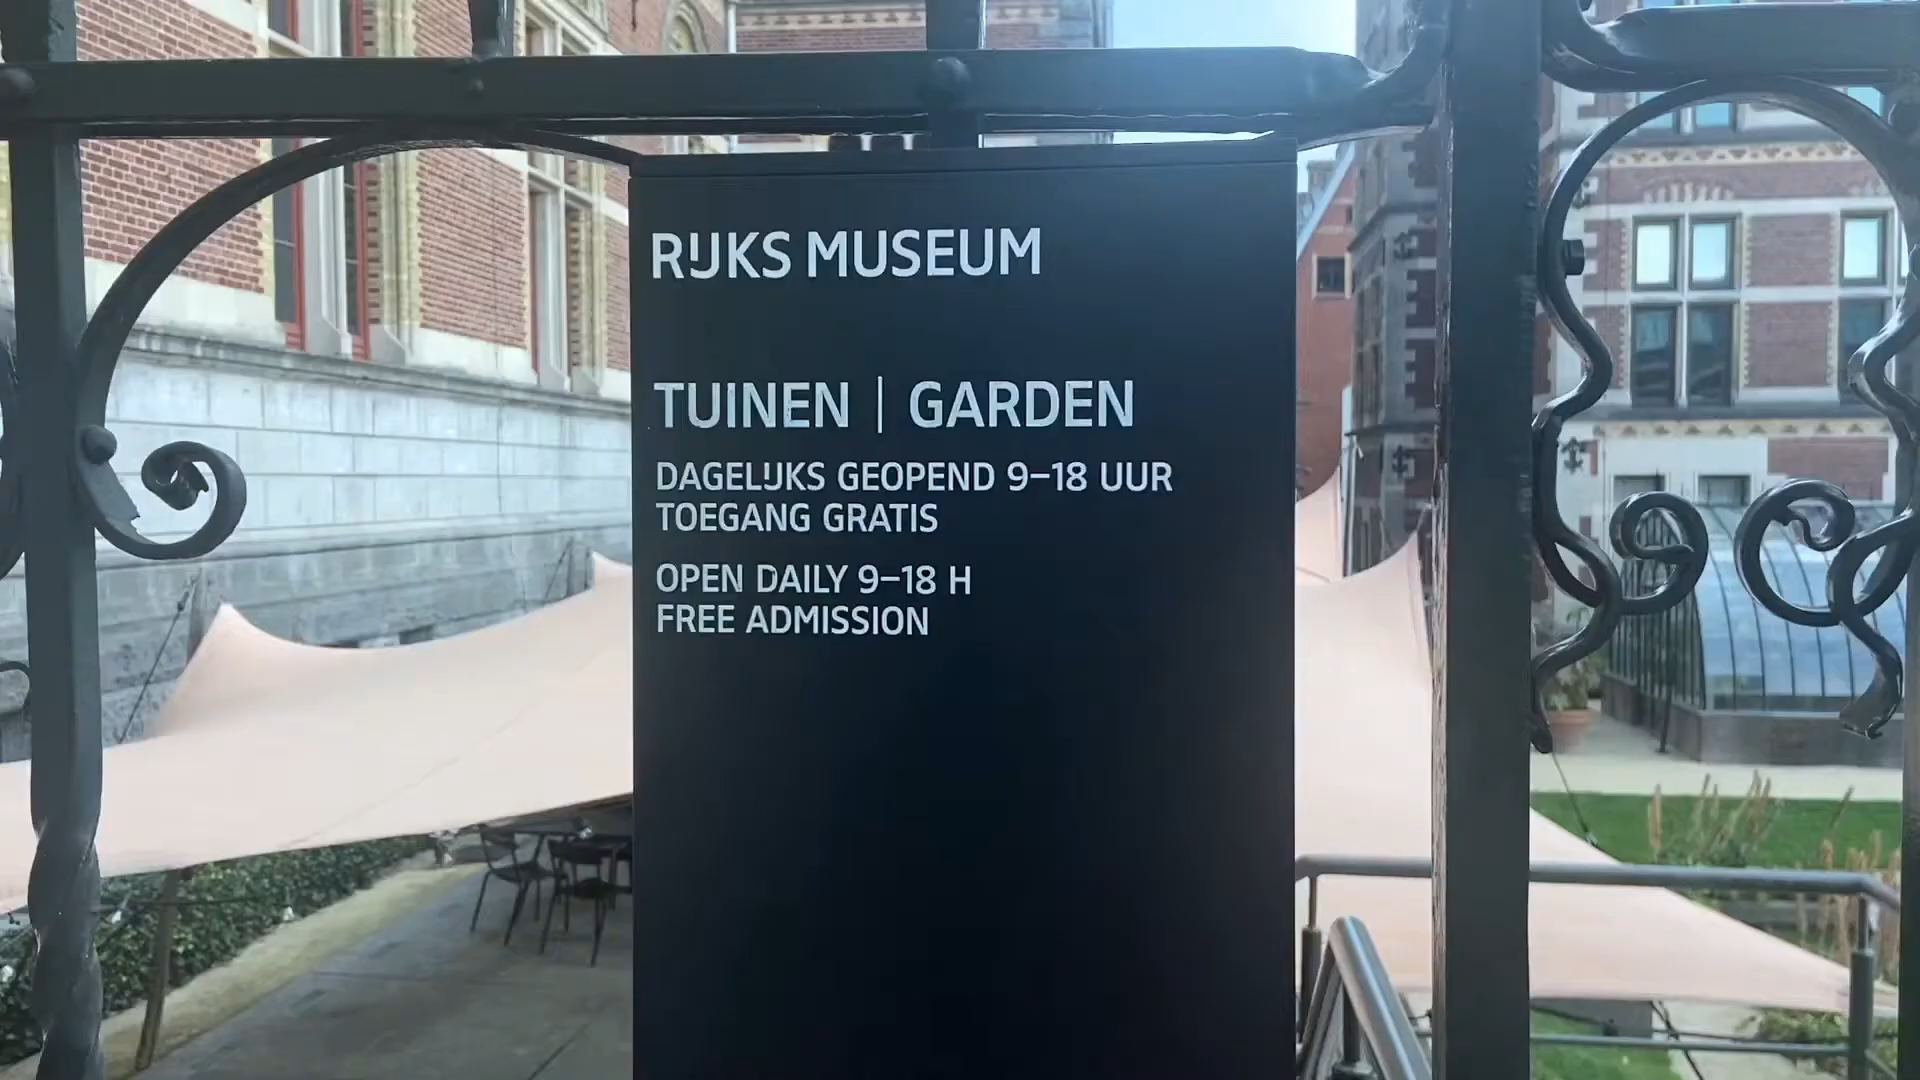 RIJKS MUSEUM
TUINEN | GARDEN
DAGELIJKS GEOPEND 9–18 UUR
TOEGANG GRATIS
OPEN DAILY 9–18 H
FREE ADMISSION